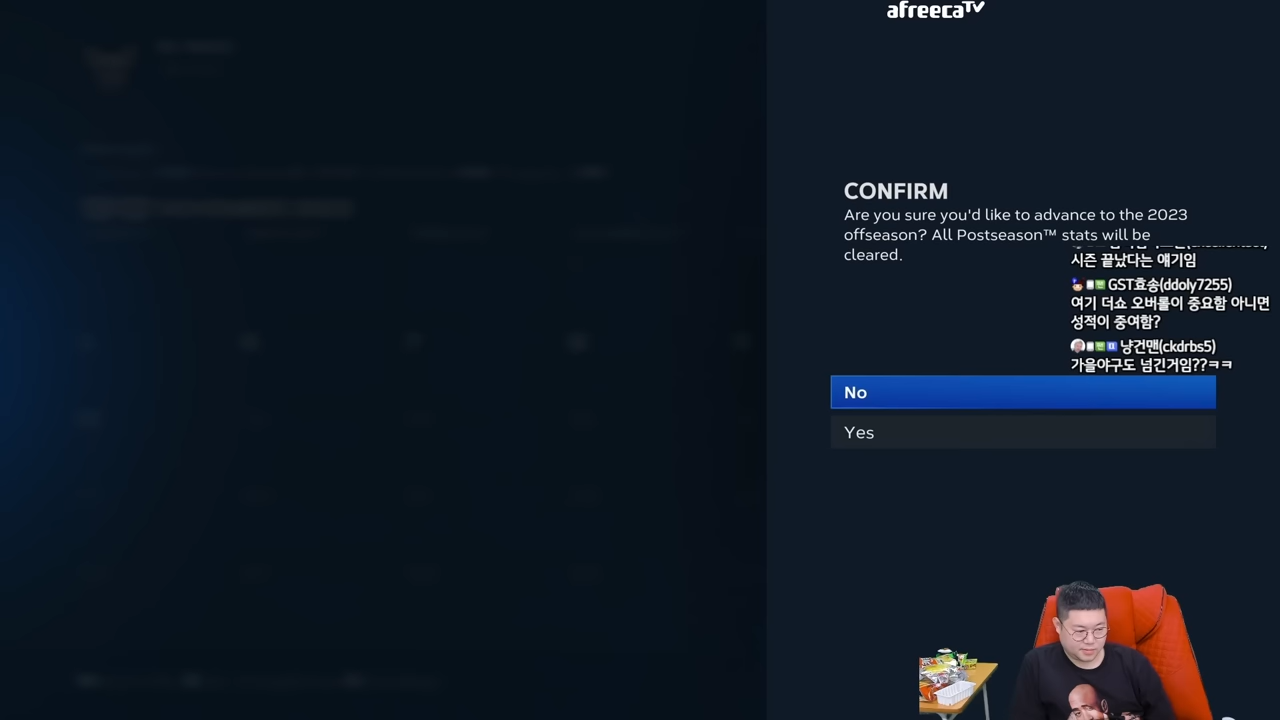 afreecaTV
CONFIRM
Are you sure you'd like to advance to the 2023
offseason? All Postseason™ stats will be
cleared.
시즌 끝났다는 얘기임
GST효송(ddoly7255)
여기 더쇼 오버롤이 중요함 아니면
성적이 중여함?
냥건맨(ckdrbs5)
가을야구도 넘긴거임??ㅋㅋ
No
Yes